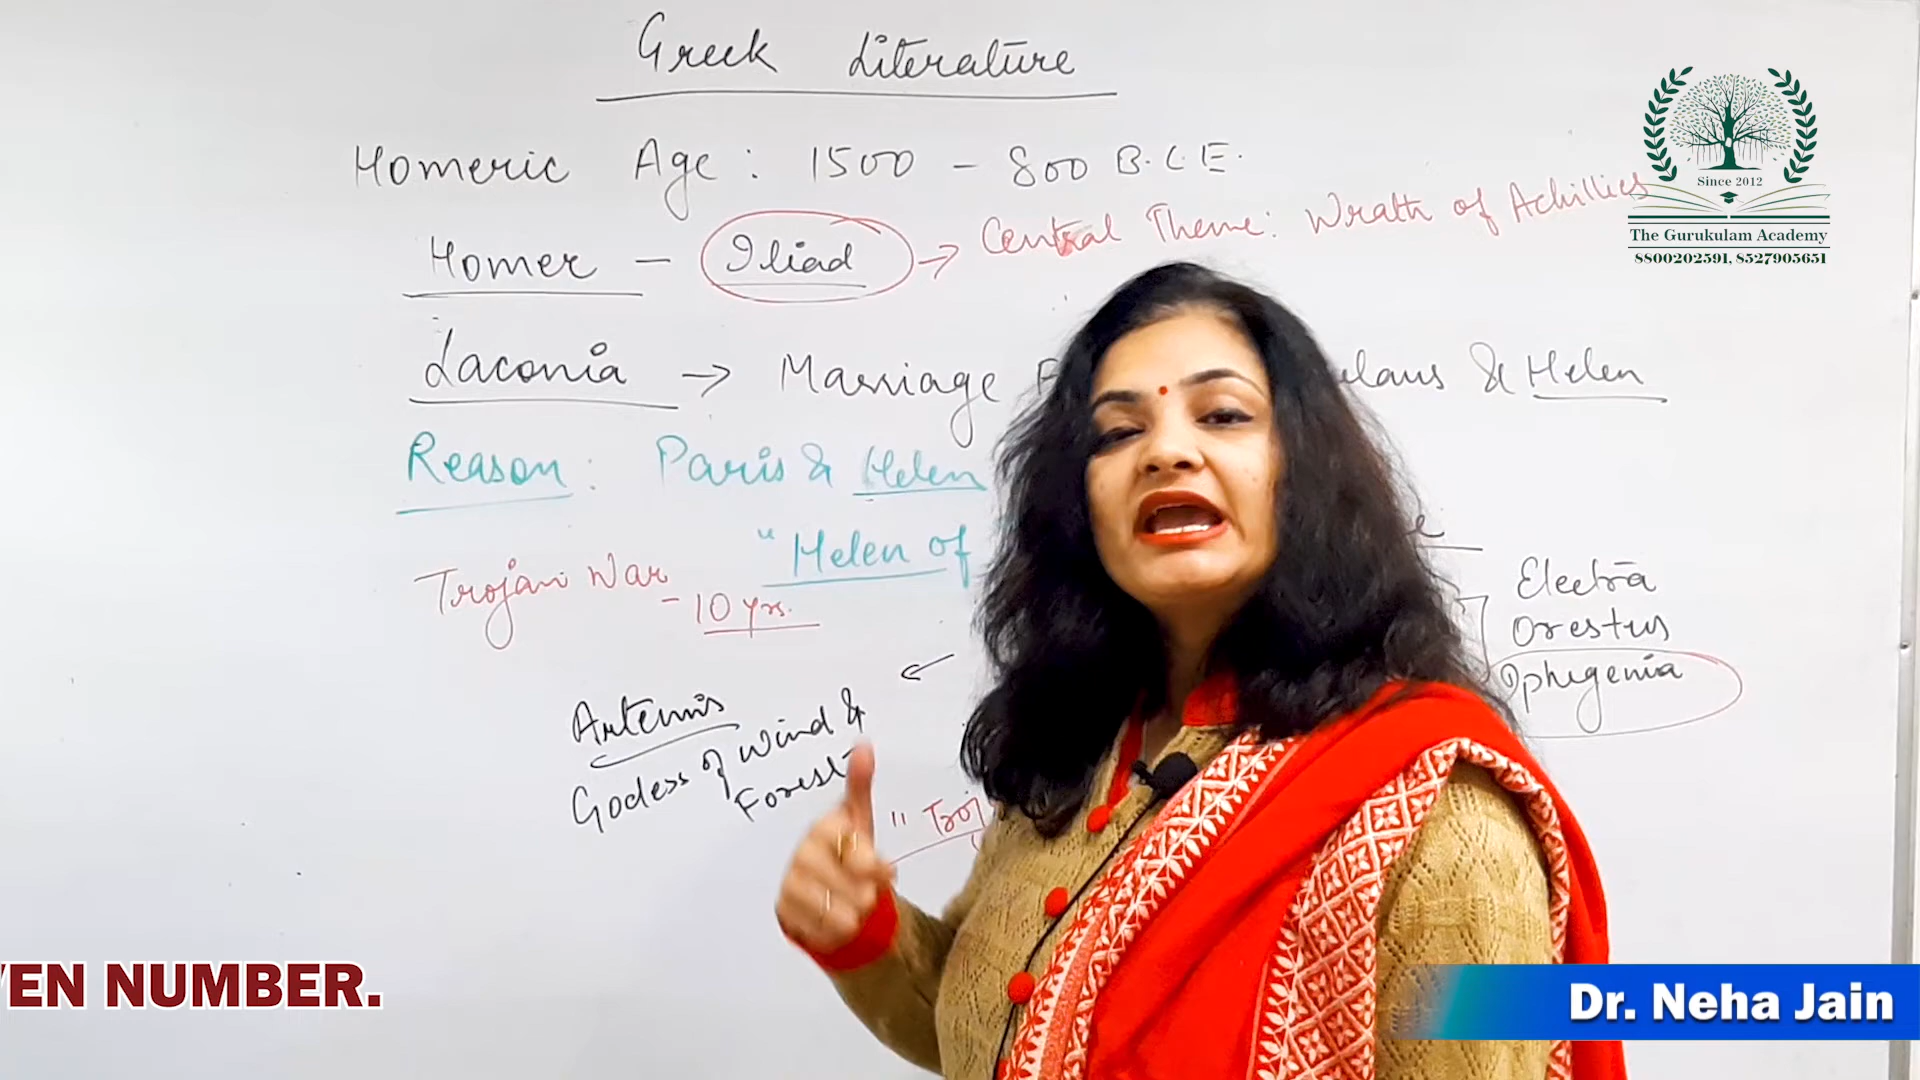 Greek Literature
Homeric Age : 1500 - 800 B.C.E.
Homer - Iliad → Central Theme: Wrath of Achillies
Laconia → Marriage & Helen
Reason : Paris & Helen
"Helen of
Trojan War - 10 yrs.
Electra
Orestus
Iphigenia
Artemis
Godess of Wind &
Forest
" Troj
Since 2012
The Gurukulam Academy
8800202591, 8527905651
VEN NUMBER.
Dr. Neha Jain